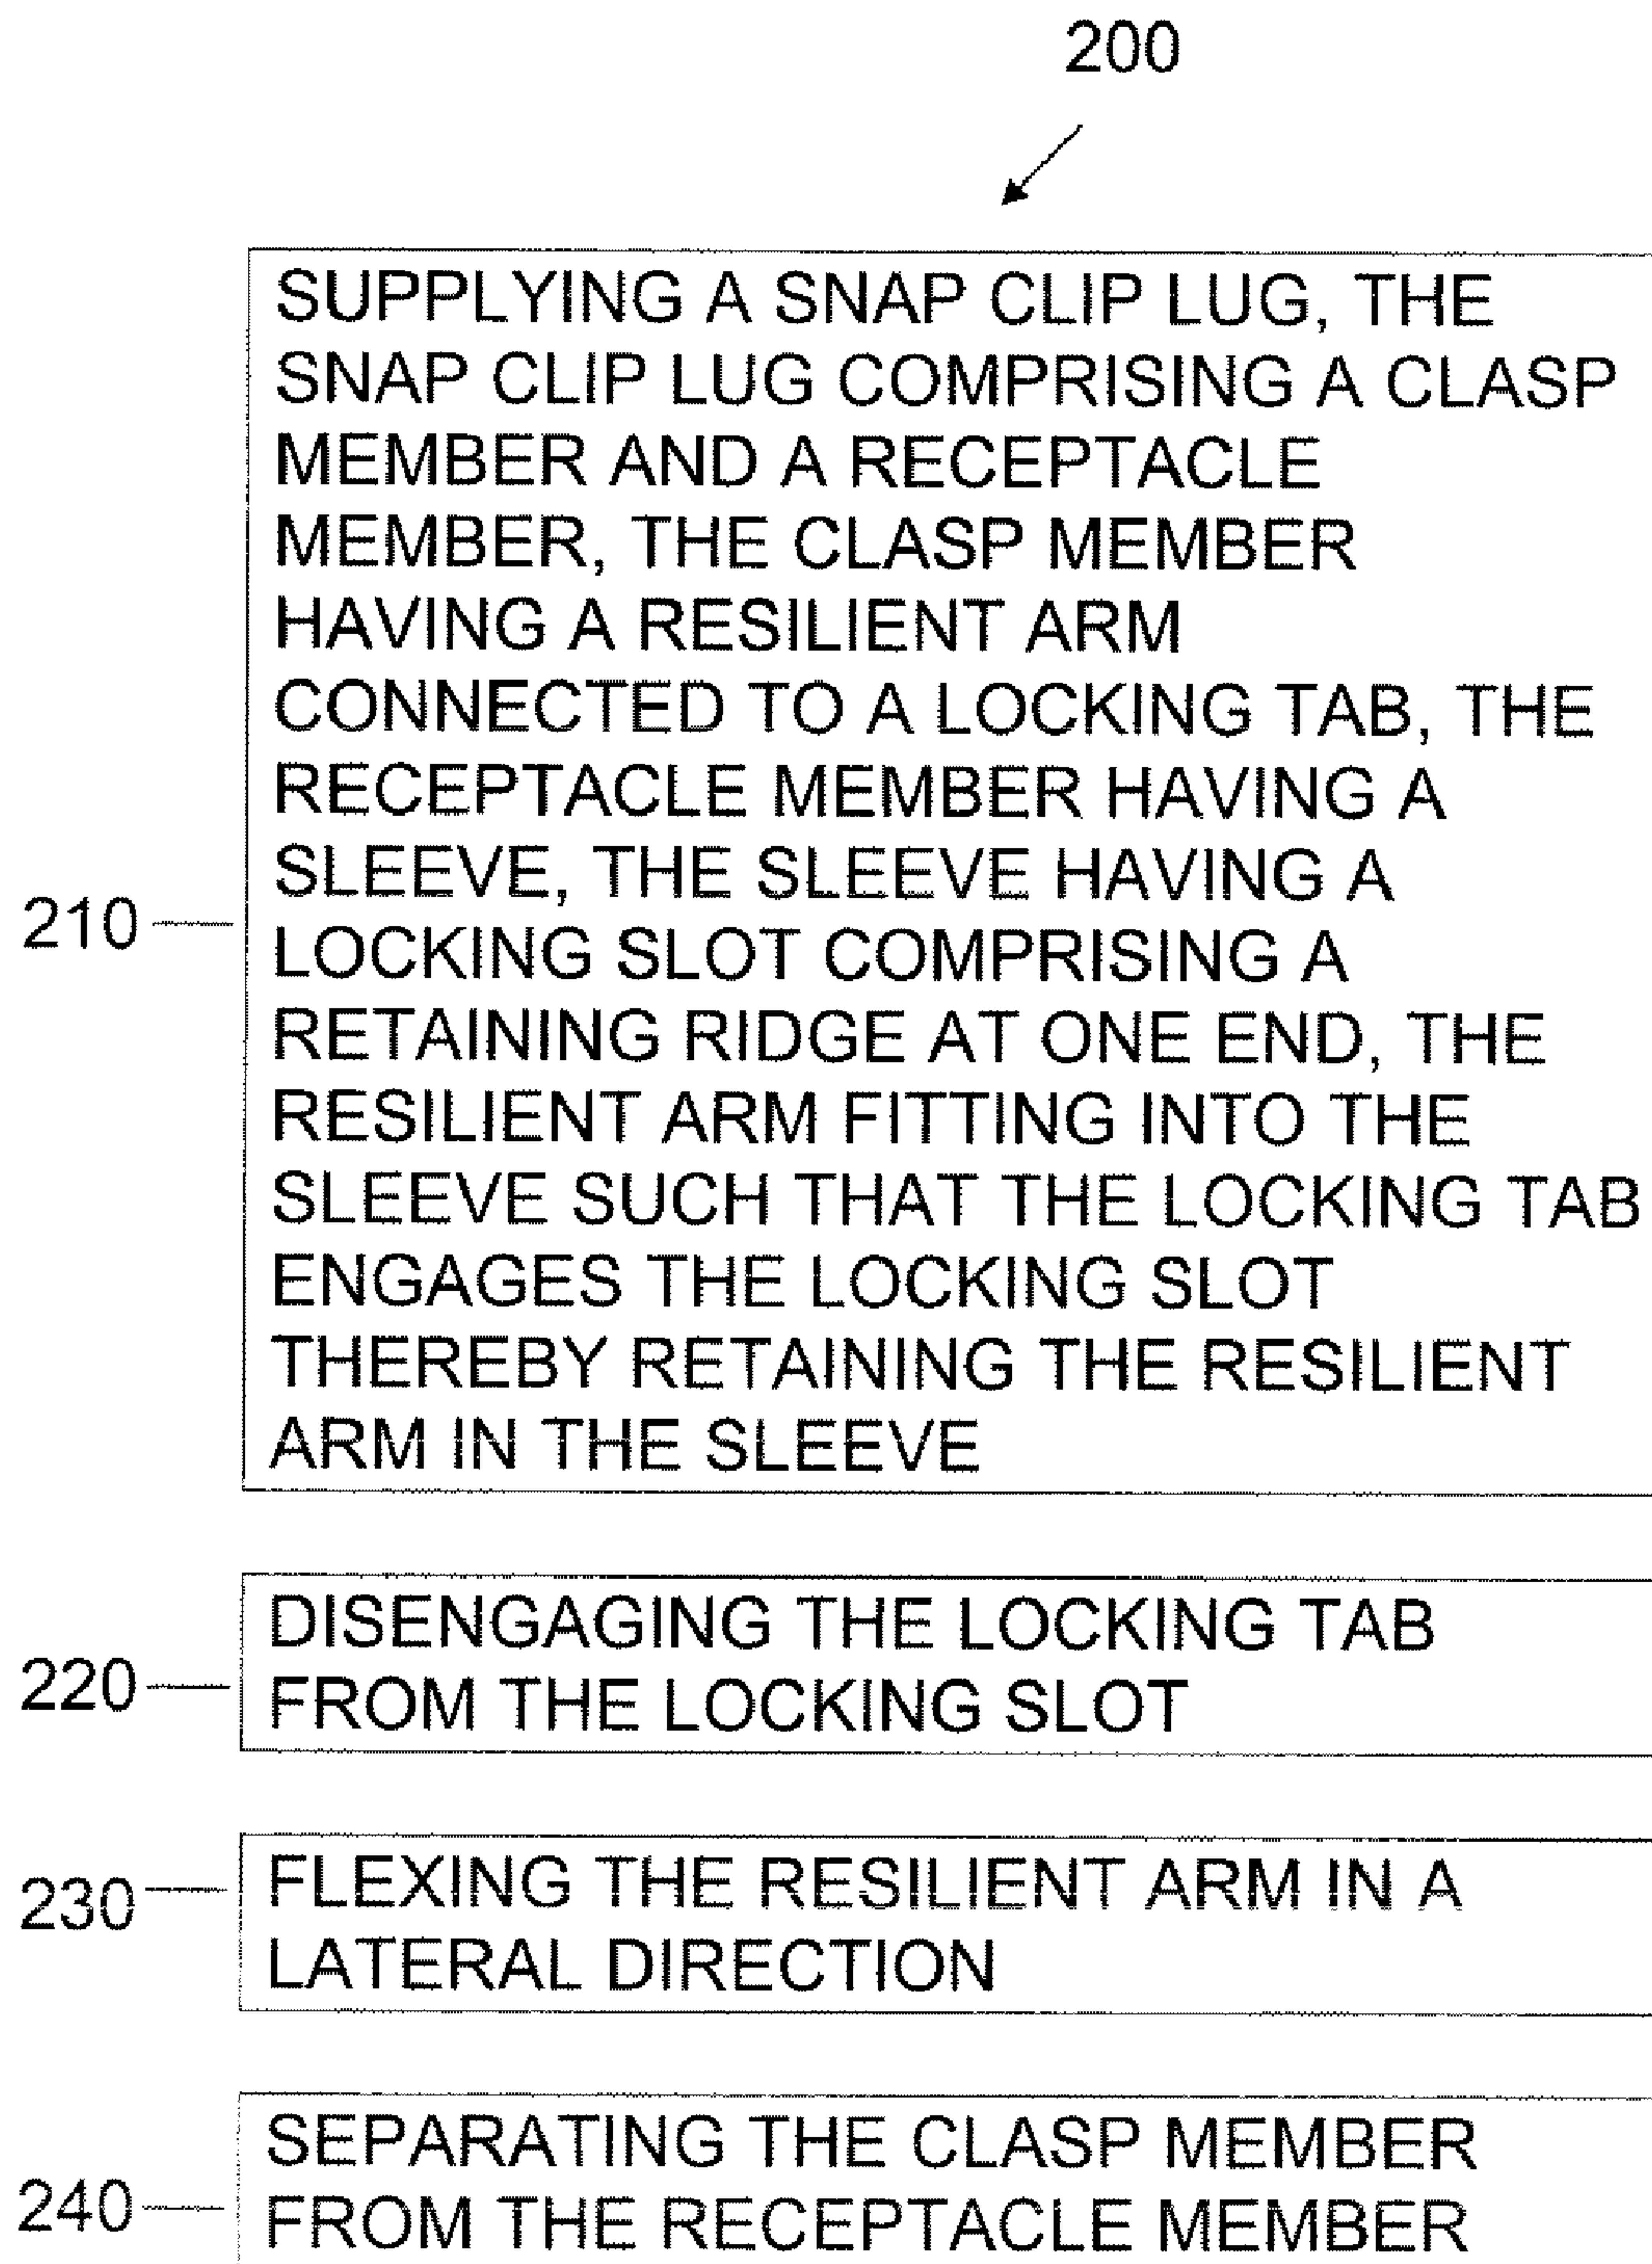 200
SUPPLYING A SNAP CLIP LUG, THE
SNAP CLIP LUG COMPRISING A CLASP
MEMBER AND A RECEPTACLE
MEMBER, THE CLASP MEMBER
HAVING A RESILIENT ARM
CONNECTED TO A LOCKING TAB, THE
RECEPTACLE MEMBER HAVING A
SLEEVE, THE SLEEVE HAVING A
210
LOCKING SLOT COMPRISING A
RETAINING RIDGE AT ONE END, THE
RESILIENT ARM FITTING INTO THE
SLEEVE SUCH THAT THE LOCKING TAB
ENGAGES THE LOCKING SLOT
THEREBY RETAINING THE RESILIENT
ARM IN THE SLEEVE
220
DISENGAGING THE LOCKING TAB
FROM THE LOCKING SLOT
230
FLEXING THE RESILIENT ARM IN A
LATERAL DIRECTION
240
SEPARATING THE CLASP MEMBER
FROM THE RECEPTACLE MEMBER